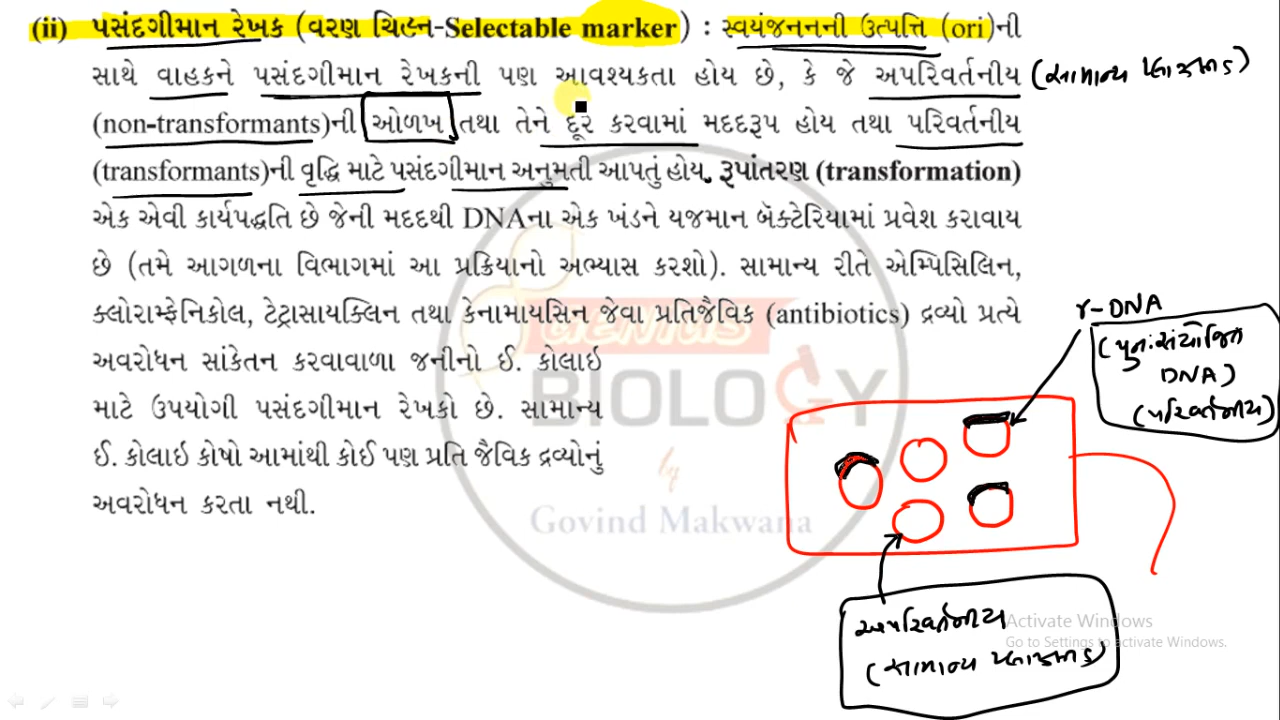 (ii) પસંદગીમાન રેખક (વરણ ચિહ્ન-Selectable marker) : સ્વયંજનનની ઉત્પત્તિ (ori)ની
સાથે વાહકને પસંદગીમાન રેખકની પણ આવશ્યકતા હોય છે, કે જે અપરિવર્તનીય (સામાન્ય પ્લાઝમીડ)
(non-transformants)ની ઓળખ તથા તેને દૂર કરવામાં મદદરૂપ હોય તથા પરિવર્તનીય
(transformants)ની વૃદ્ધિ માટે પસંદગીમાન અનુમતી આપતું હોય. રૂપાંતરણ (transformation)
એક એવી કાર્યપદ્ધતિ છે જેની મદદથી DNAના એક ખંડને યજમાન બૅક્ટેરિયામાં પ્રવેશ કરાવાય
છે (તમે આગળના વિભાગમાં આ પ્રક્રિયાનો અભ્યાસ કરશો). સામાન્ય રીતે એમ્પિસિલિન,
ક્લોરામ્ફેનિકોલ, ટેટ્રાસાયક્લિન તથા કેનામાયસિન જેવા પ્રતિજૈવિક (antibiotics) દ્રવ્યો પ્રત્યે
અવરોધન સાંકેતન કરવાવાળા જનીનો ઈ. કોલાઇ
માટે ઉપયોગી પસંદગીમાન રેખકો છે. સામાન્ય
ઈ. કોલાઇ કોષો આમાંથી કોઈ પણ પ્રતિ જૈવિક દ્રવ્યોનું
અવરોધન કરતા નથી.
r-DNA
(પુનઃસંયોજિત
DNA)
(પરિવર્તનીય)
અપરિવર્તનીય
(સામાન્ય પ્લાઝમીડ)
GENIUS
BIOLOGY
by
Govind Makwana
Activate Windows
Go to Settings to activate Windows.